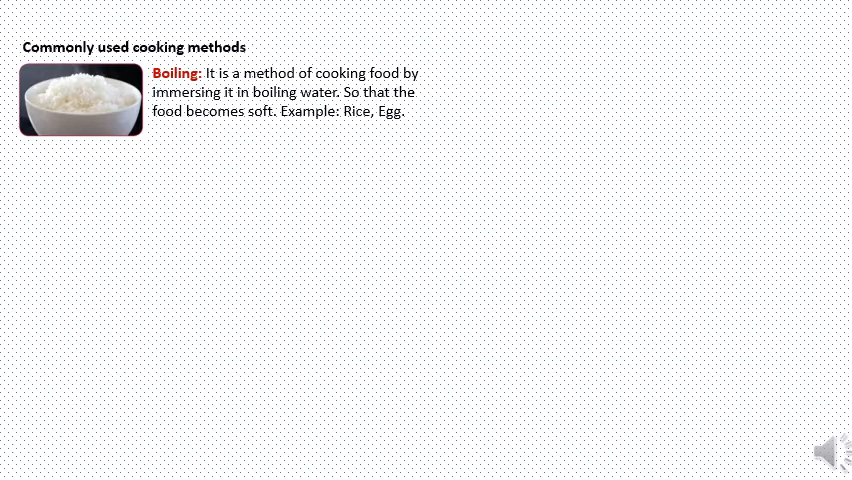 Commonly used cooking methods
Boiling: It is a method of cooking food by
immersing it in boiling water. So that the
food becomes soft. Example: Rice, Egg.